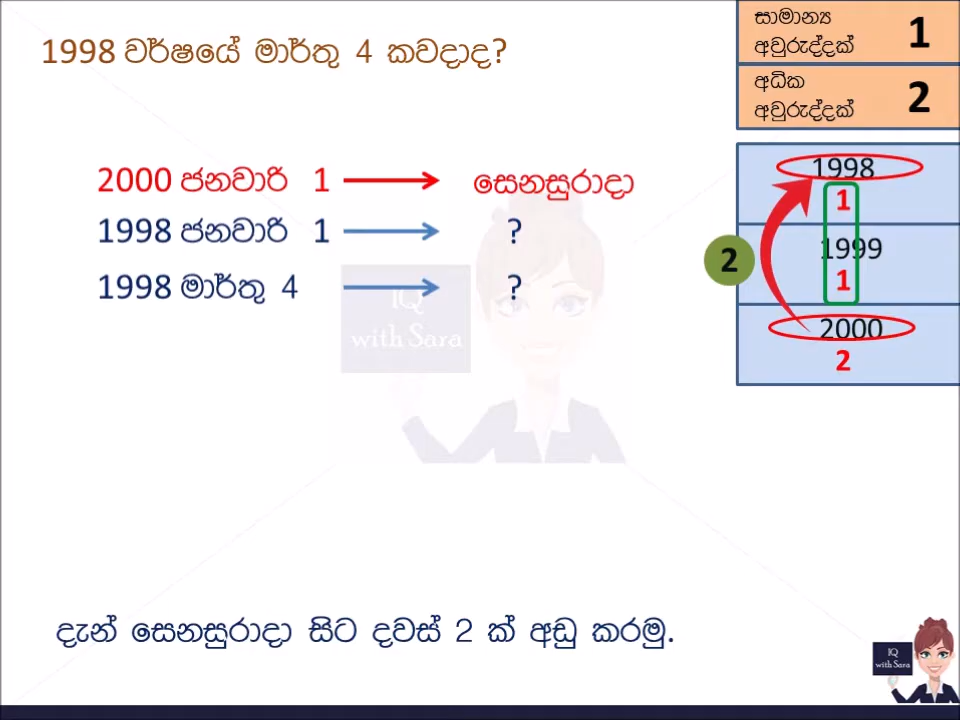 1998 වර්ෂයේ මාර්තු 4 කවදාද?
සාමාන්‍ය
අවුරුද්දක් 1
අධික
අවුරුද්දක් 2
2000 ජනවාරි 1 සෙනසුරාදා
1998 ජනවාරි 1 ?
1998 මාර්තු 4 ?
1998
1
1999
1
2000
2
2
IQ
with Sara
දැන් සෙනසුරාදා සිට දවස් 2 ක් අඩු කරමු.
IQ
with Sara